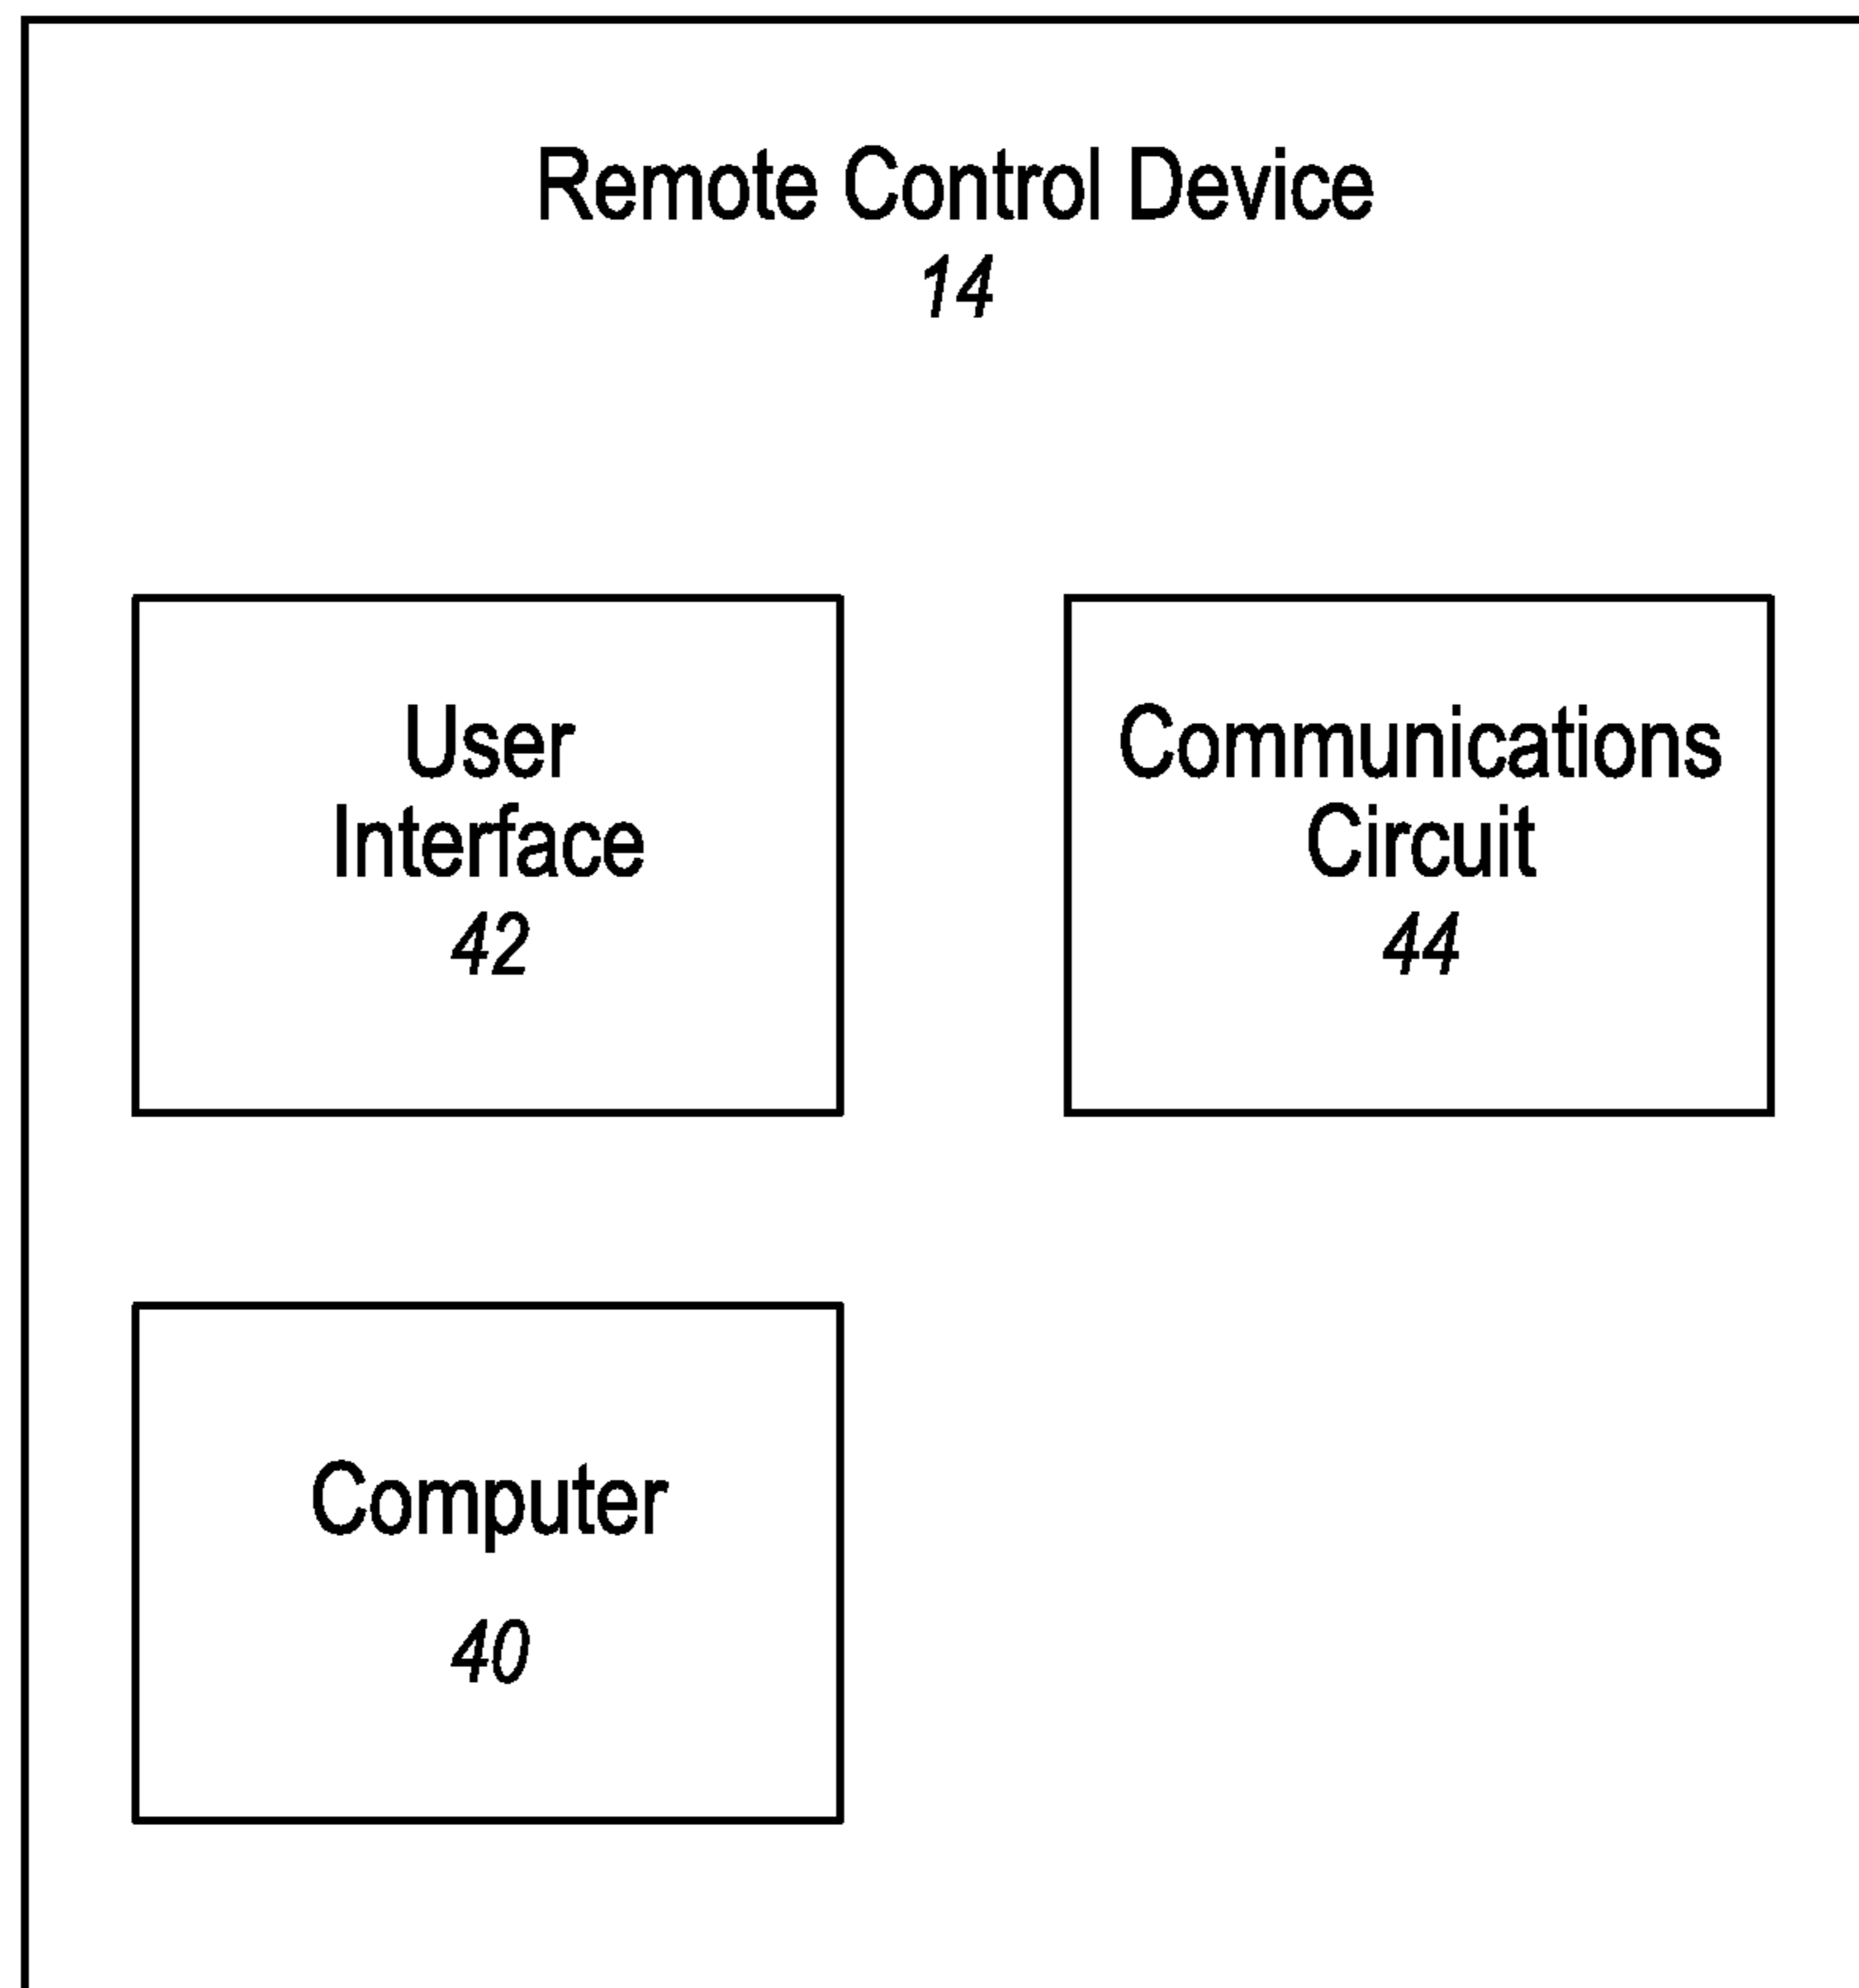 Remote Control Device
14
User
Interface
42
Communications
Circuit
44
Computer
40